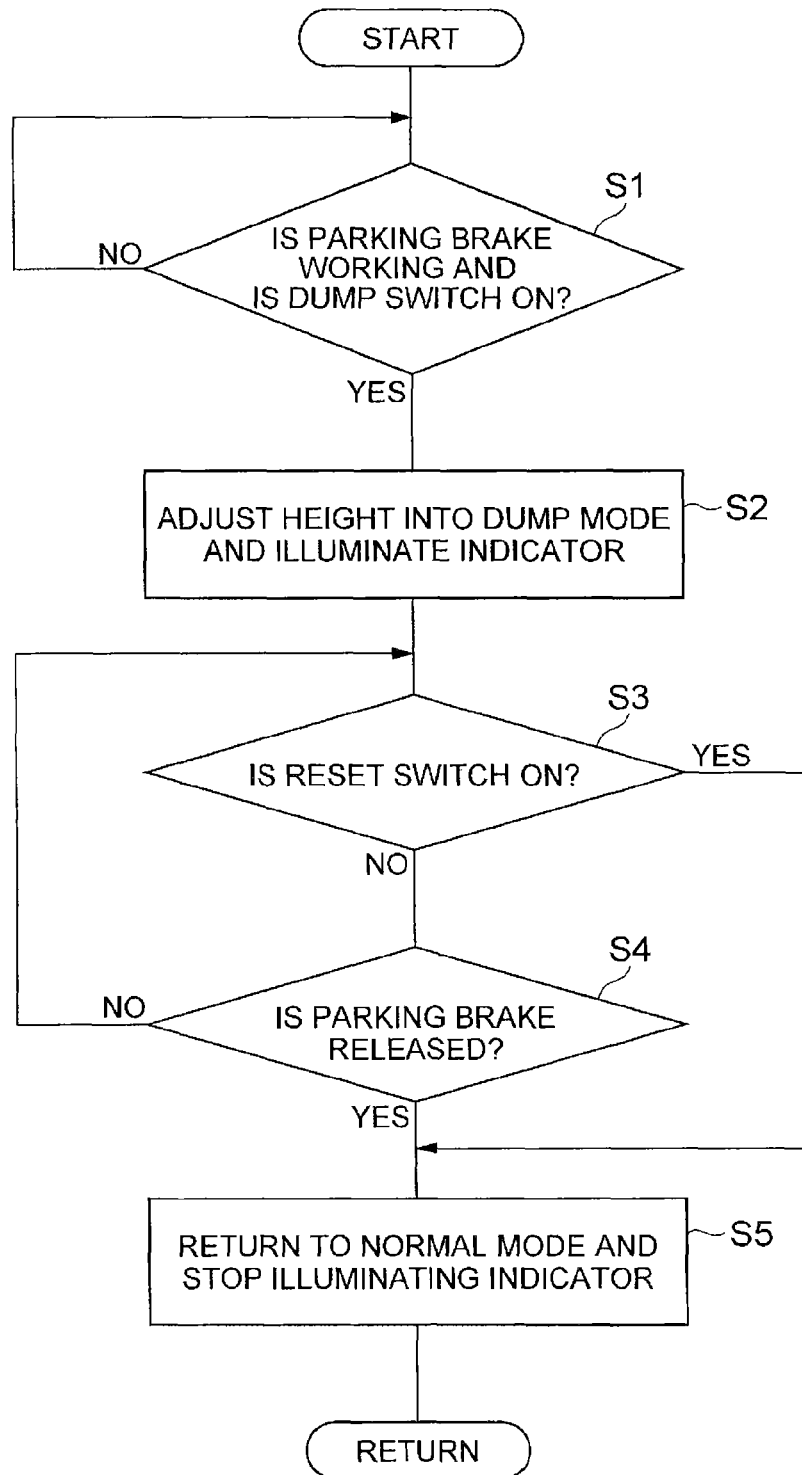 START
S1
IS PARKING BRAKE
WORKING AND
IS DUMP SWITCH ON?
NO
YES
S2
ADJUST HEIGHT INTO DUMP MODE
AND ILLUMINATE INDICATOR
S3
IS RESET SWITCH ON?
YES
NO
S4
IS PARKING BRAKE
RELEASED?
NO
YES
S5
RETURN TO NORMAL MODE AND
STOP ILLUMINATING INDICATOR
RETURN